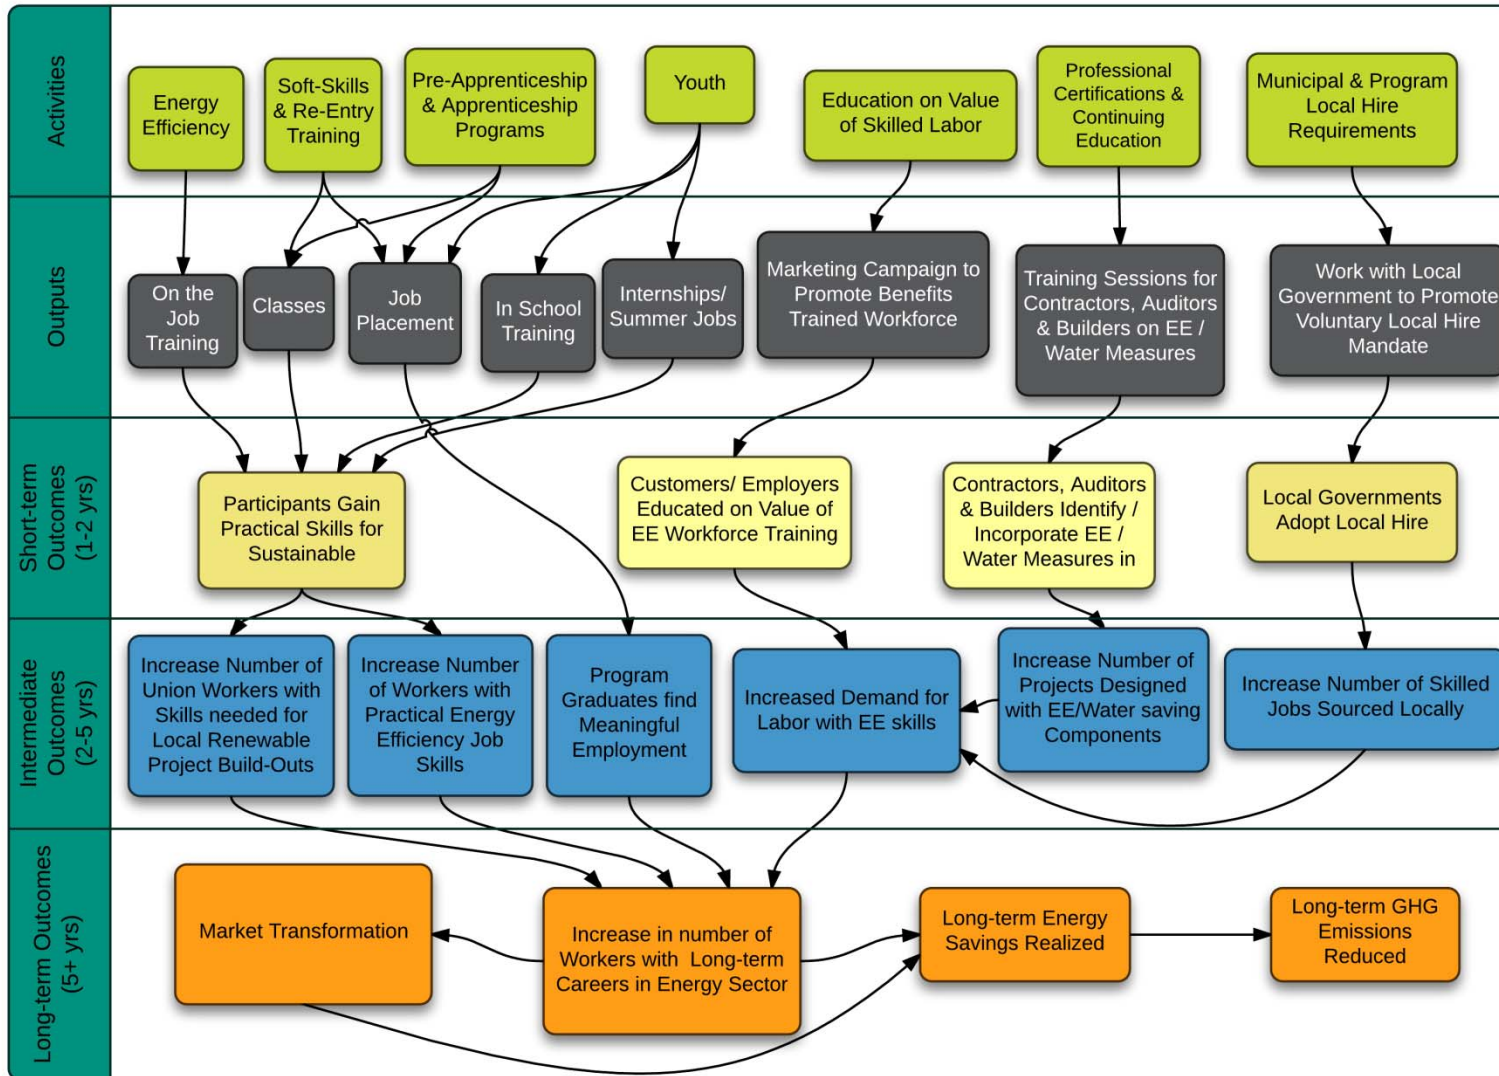 Activities
Energy
Efficiency
Soft-Skills
& Re-Entry
Training
Pre-Apprenticeship
& Apprenticeship
Programs
Youth
Education on Value
of Skilled Labor
Professional
Certifications &
Continuing
Education
Municipal & Program
Local Hire
Requirements
Outputs
On the
Job
Training
Classes
Job
Placement
In School
Training
Internships/
Summer Jobs
Marketing Campaign to
Promote Benefits
Trained Workforce
Training Sessions for
Contractors, Auditors
& Builders on EE /
Water Measures
Work with Local
Government to Promote
Voluntary Local Hire
Mandate
Short-term
Outcomes
(1-2 yrs)
Participants Gain
Practical Skills for
Sustainable
Customers/ Employers
Educated on Value of
EE Workforce Training
Contractors, Auditors
& Builders Identify /
Incorporate EE /
Water Measures in
Local Governments
Adopt Local Hire
Intermediate
Outcomes
(2-5 yrs)
Increase Number of
Union Workers with
Skills needed for
Local Renewable
Project Build-Outs
Increase Number
of Workers with
Practical Energy
Efficiency Job
Skills
Program
Graduates find
Meaningful
Employment
Increased Demand for
Labor with EE skills
Increase Number of
Projects Designed
with EE/Water saving
Components
Increase Number of Skilled
Jobs Sourced Locally
Long-term Outcomes
(5+ yrs)
Market Transformation
Increase in number of
Workers with Long-term
Careers in Energy Sector
Long-term Energy
Savings Realized
Long-term GHG
Emissions
Reduced